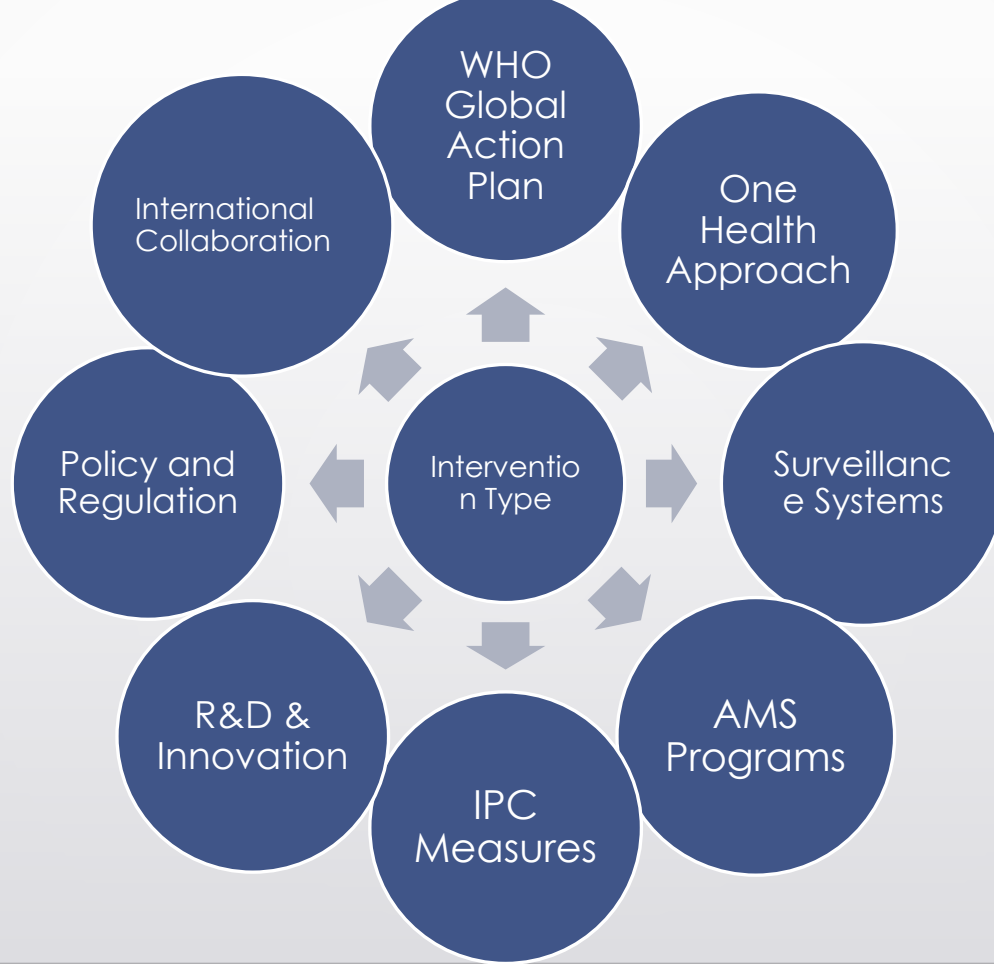 WHO
Global
Action
Plan
One
Health
Approach
Surveillanc
e Systems
AMS
Programs
IPC
Measures
R&D &
Innovation
Policy and
Regulation
International
Collaboration
Interventio
n Type